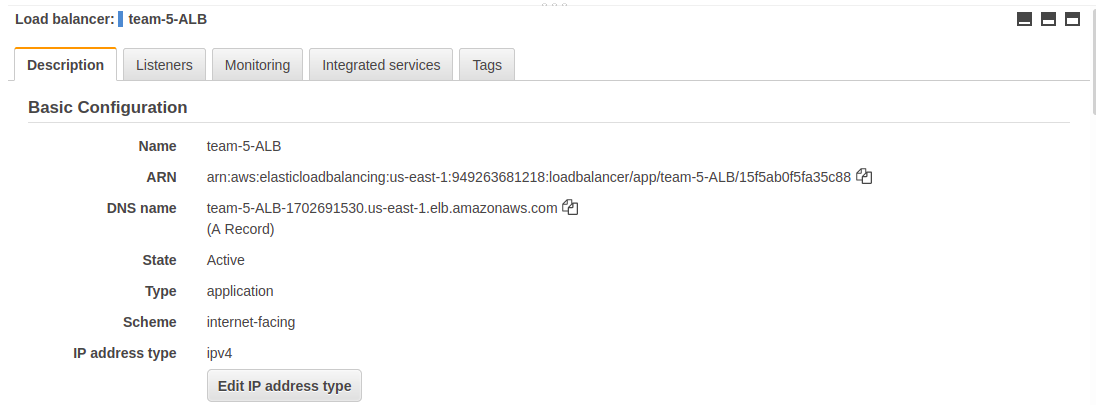 Load balancer: team-5-ALB
Description Listeners Monitoring Integrated services Tags
Basic Configuration
Name team-5-ALB
ARN arn:aws:elasticloadbalancing:us-east-1:949263681218:loadbalancer/app/team-5-ALB/15f5ab0f5fa35c88
DNS name team-5-ALB-1702691530.us-east-1.elb.amazonaws.com
(A Record)
State Active
Type application
Scheme internet-facing
IP address type ipv4
Edit IP address type